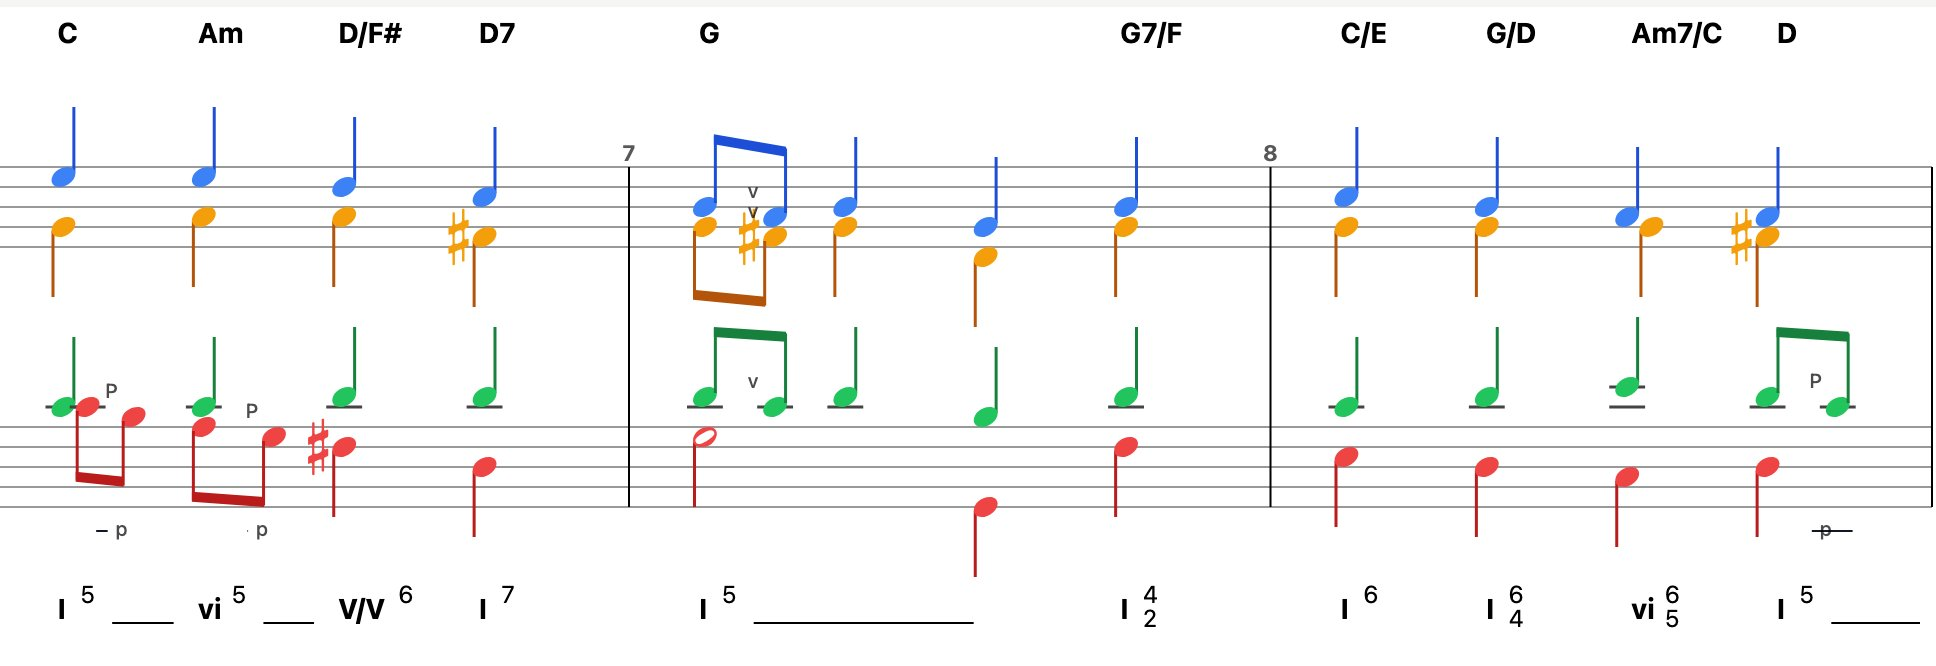 C Am D/F# D7 G G7/F C/E G/D Am7/C D
7 8
v
v
P P v P
– p · p p
I 5 vi 5 V/V 6 I 7 I 5 I 4 2 I 6 I 6 4 vi 6 5 I 5